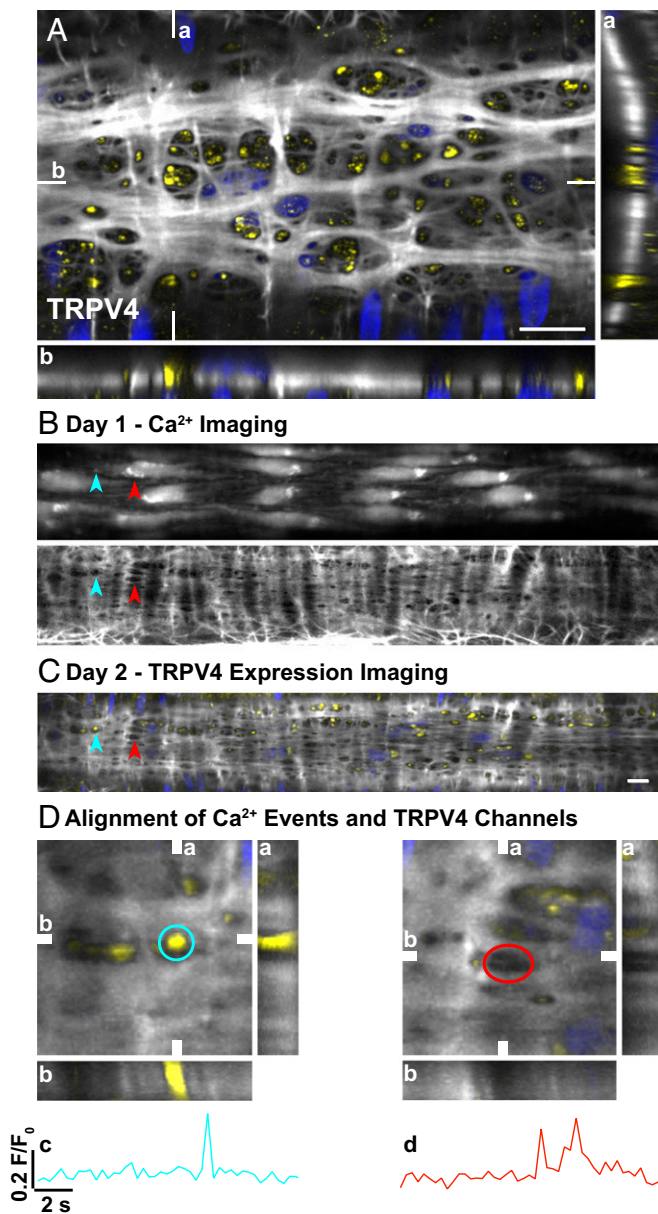 A
a
a
b
TRPV4
b
B Day 1 - Ca²⁺ Imaging
C Day 2 - TRPV4 Expression Imaging
D Alignment of Ca²⁺ Events and TRPV4 Channels
a
a
b
b
a
a
b
b
c
0.2 F/F₀
2 s
d